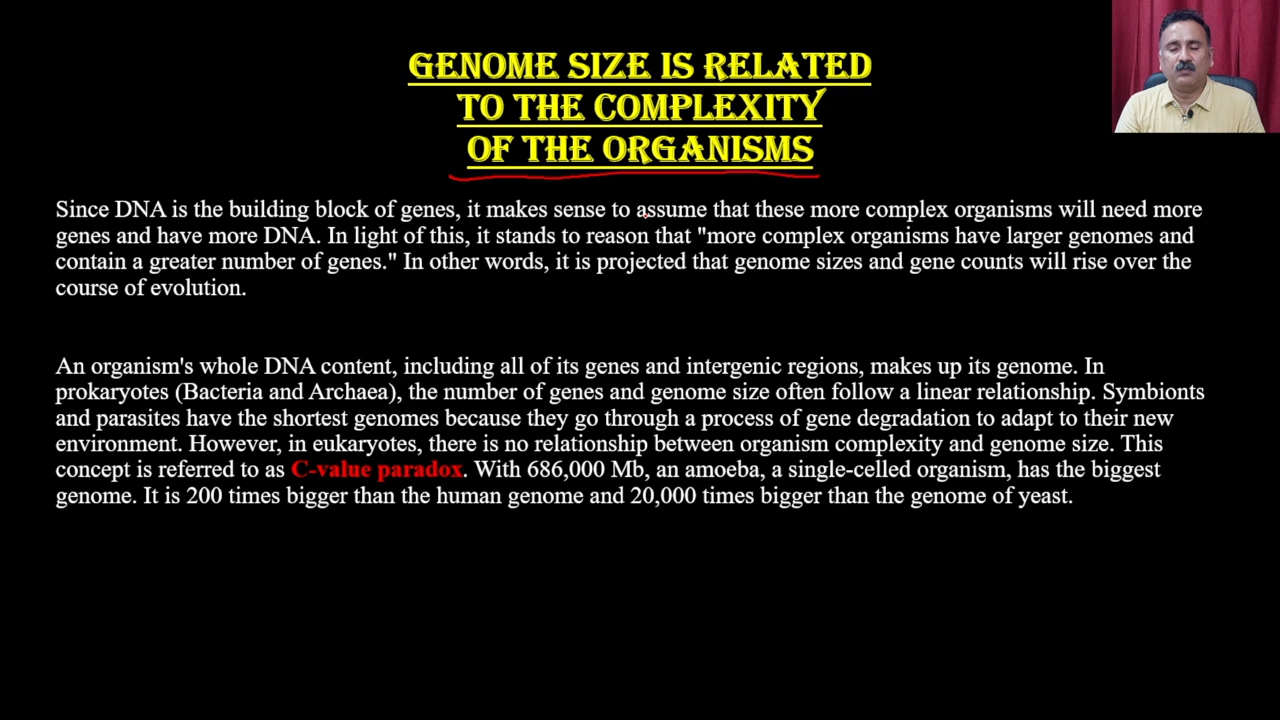 GENOME SIZE IS RELATED
TO THE COMPLEXITY
OF THE ORGANISMS
Since DNA is the building block of genes, it makes sense to assume that these more complex organisms will need more
genes and have more DNA. In light of this, it stands to reason that "more complex organisms have larger genomes and
contain a greater number of genes." In other words, it is projected that genome sizes and gene counts will rise over the
course of evolution.
An organism's whole DNA content, including all of its genes and intergenic regions, makes up its genome. In
prokaryotes (Bacteria and Archaea), the number of genes and genome size often follow a linear relationship. Symbionts
and parasites have the shortest genomes because they go through a process of gene degradation to adapt to their new
environment. However, in eukaryotes, there is no relationship between organism complexity and genome size. This
concept is referred to as C-value paradox. With 686,000 Mb, an amoeba, a single-celled organism, has the biggest
genome. It is 200 times bigger than the human genome and 20,000 times bigger than the genome of yeast.